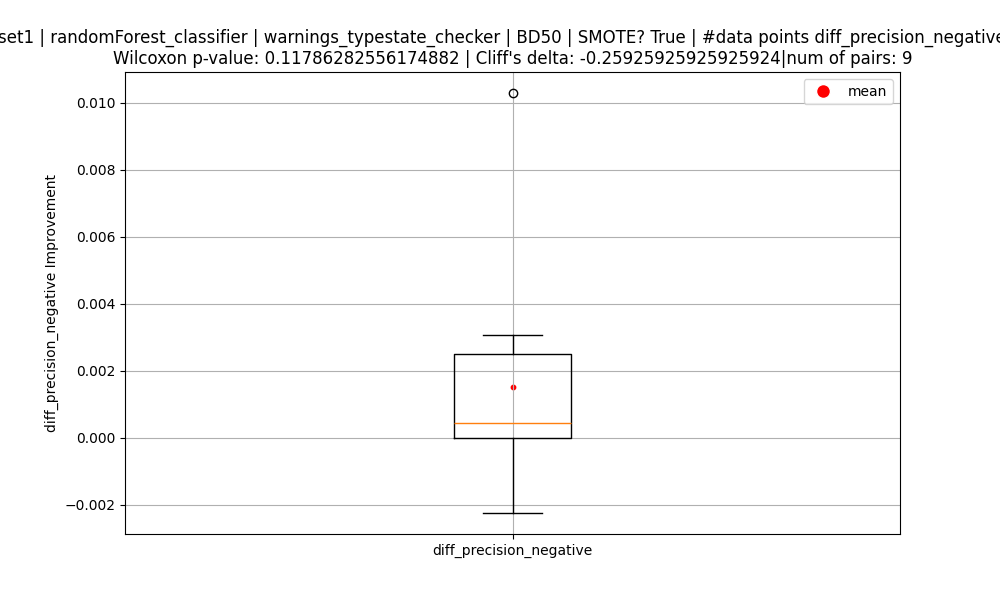 set1 | randomForest_classifier | warnings_typestate_checker | BD50 | SMOTE? True | #data points diff_precision_negative
Wilcoxon p-value: 0.11786282556174882 | Cliff's delta: -0.25925925925925924|num of pairs: 9
mean
0.010
0.008
0.006
0.004
0.002
0.000
−0.002
diff_precision_negative Improvement
diff_precision_negative